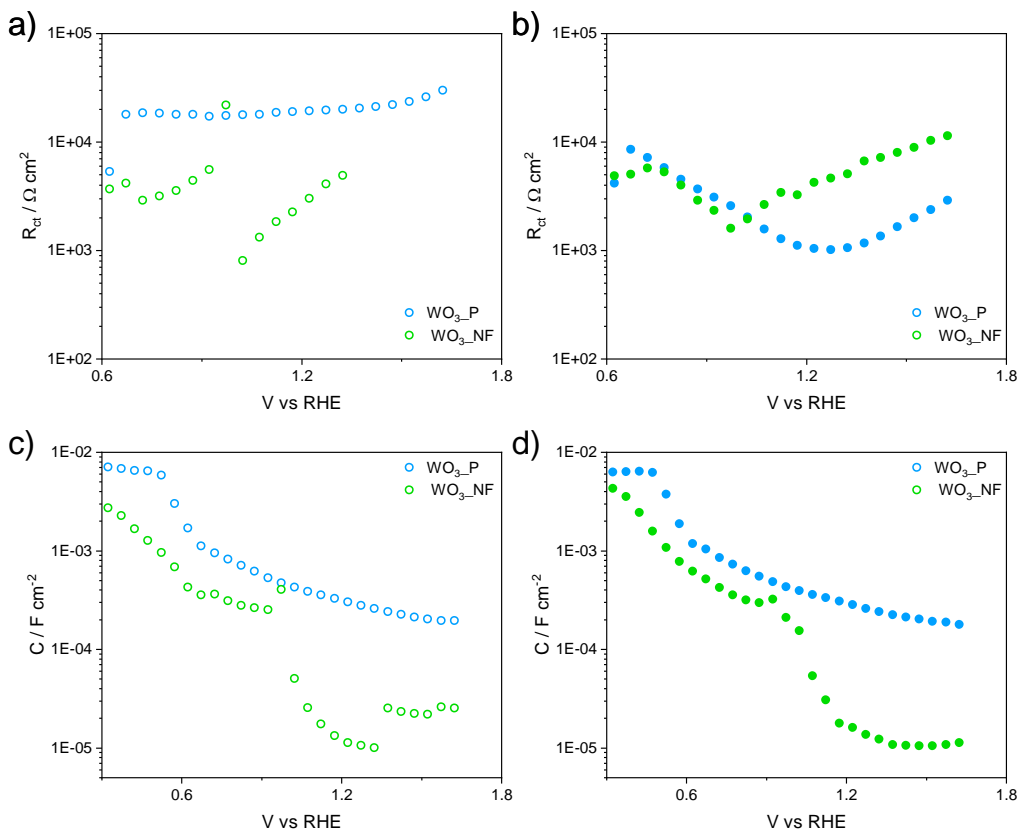 a)
1E+05
1E+04
1E+03
1E+02
R_ct / Ω cm²
0.6 1.2 1.8
V vs RHE
WO₃_P
WO₃_NF
b)
1E+05
1E+04
1E+03
1E+02
R_ct / Ω cm²
0.6 1.2 1.8
V vs RHE
WO₃_P
WO₃_NF
c)
1E-02
1E-03
1E-04
1E-05
C / F cm⁻²
0.6 1.2 1.8
V vs RHE
WO₃_P
WO₃_NF
d)
1E-02
1E-03
1E-04
1E-05
C / F cm⁻²
0.6 1.2 1.8
V vs RHE
WO₃_P
WO₃_NF